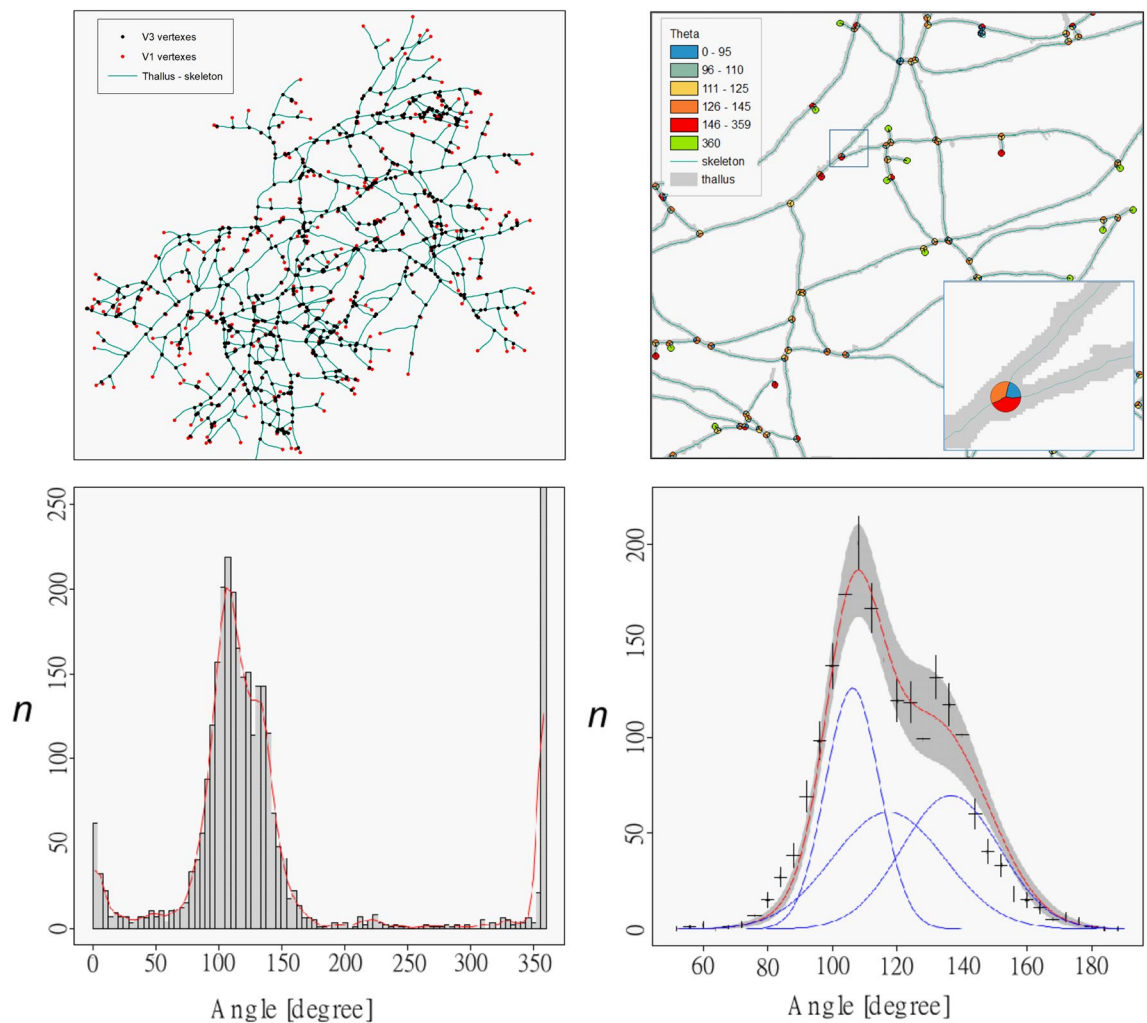 V3 vertexes
V1 vertexes
Thallus - skeleton
Theta
0 - 95
96 - 110
111 - 125
126 - 145
146 - 359
360
skeleton
thallus
250
200
150
100
50
0
n
0 50 100 150 200 250 300 350
Angle [degree]
200
150
100
50
0
n
60 80 100 120 140 160 180
Angle [degree]